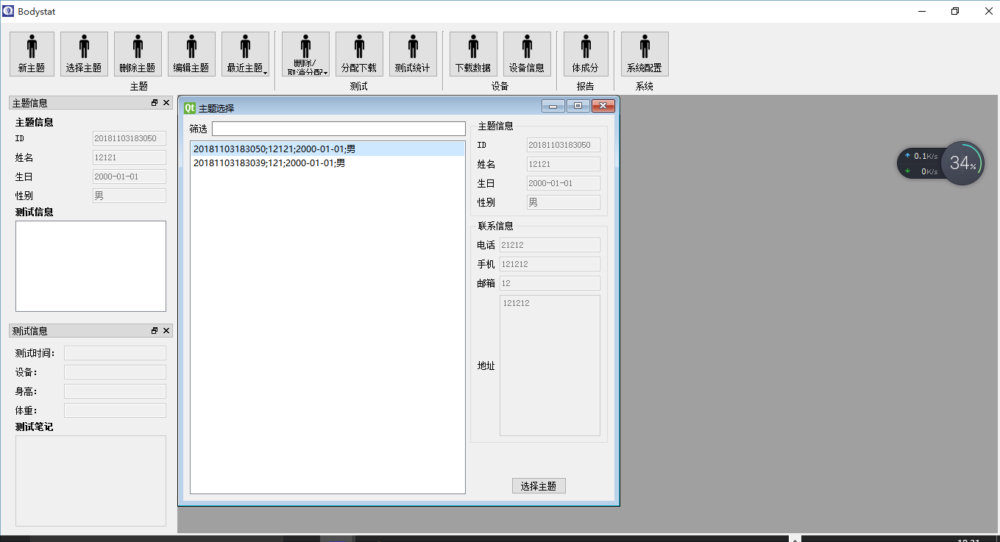 Bodystat
新主题
选择主题
删除主题
编辑主题
最近主题
删除/
取消分配
分配下载
测试统计
下载数据
设备信息
体成分
系统配置
主题
测试
设备
报告
系统
主题信息
主题信息
ID 20181103183050
姓名 12121
生日 2000-01-01
性别 男
测试信息
测试信息
测试时间:
设备:
身高:
体重:
测试笔记
Qt 主题选择
筛选
20181103183050;12121;2000-01-01;男
20181103183039;121;2000-01-01;男
主题信息
ID 20181103183050
姓名 12121
生日 2000-01-01
性别 男
联系信息
电话 21212
手机 121212
邮箱 12
地址 121212
选择主题
0.1K/s
0K/s
34%